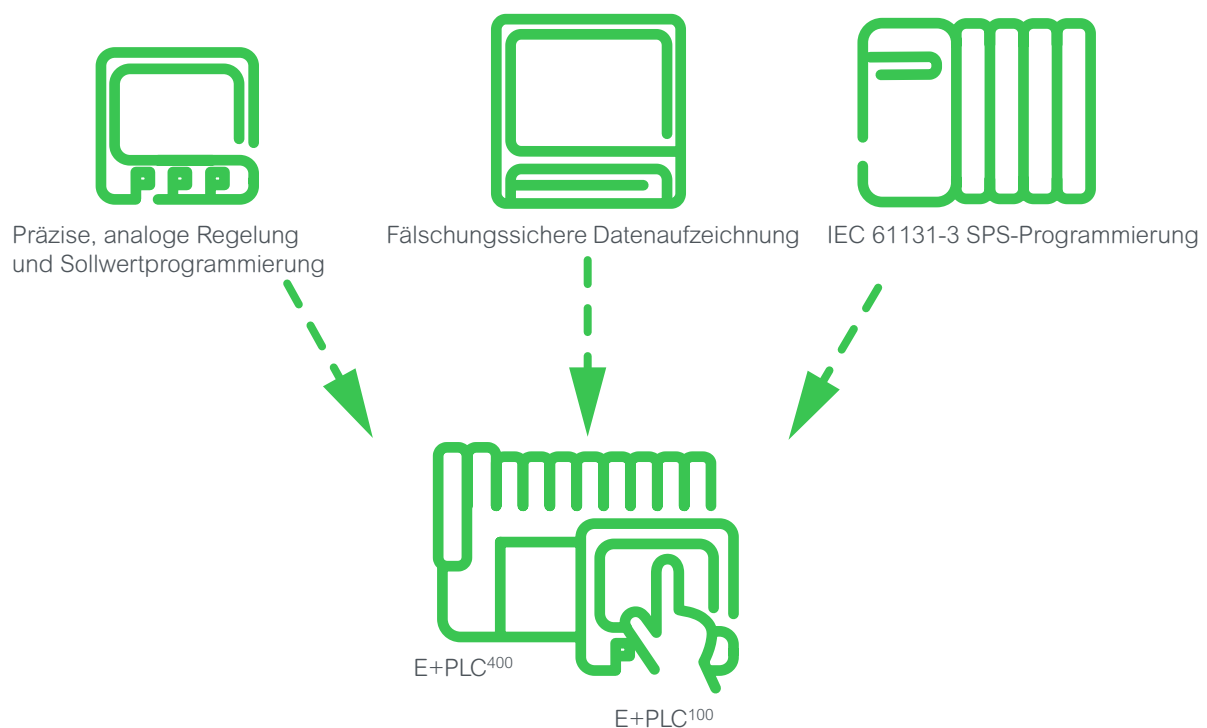 Präzise, analoge Regelung
und Sollwertprogrammierung
Fälschungssichere Datenaufzeichnung
IEC 61131-3 SPS-Programmierung
E+PLC⁴⁰⁰
E+PLC¹⁰⁰